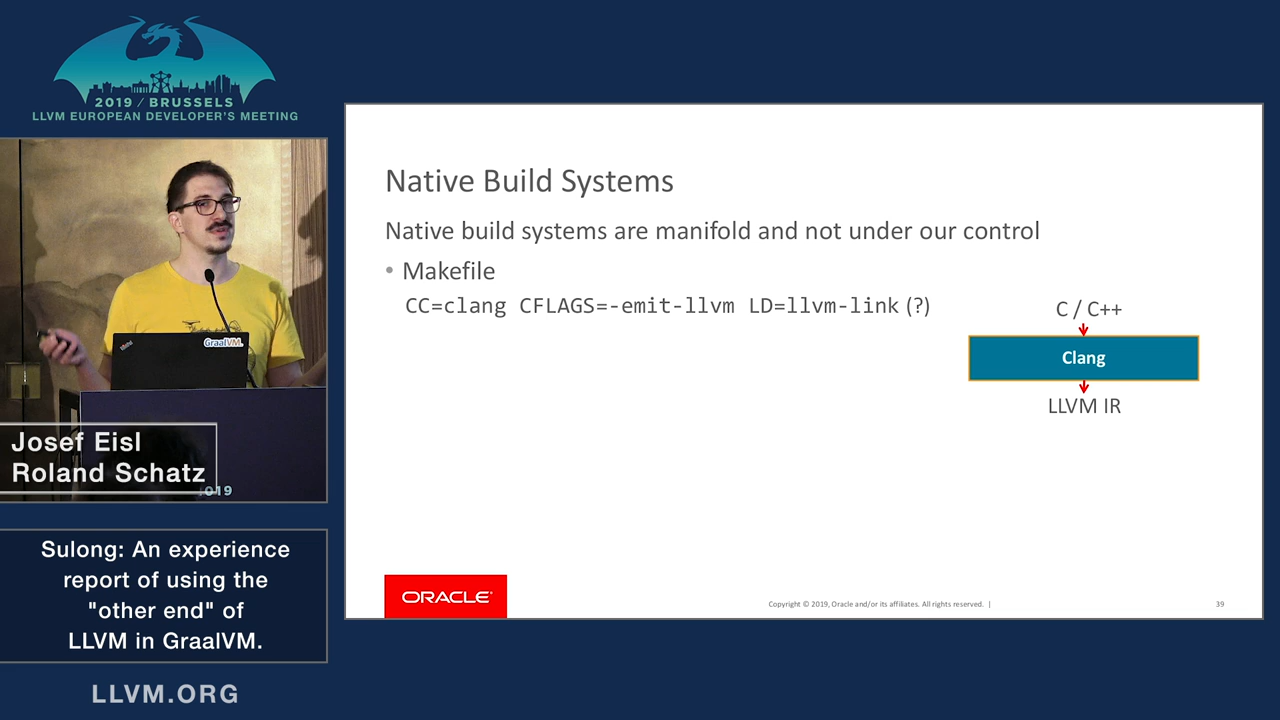 2019 / BRUSSELS
LLVM EUROPEAN DEVELOPER'S MEETING
GraalVM.
Josef Eisl
Roland Schatz
019
Sulong: An experience
report of using the
"other end" of
LLVM in GraalVM.
LLVM.ORG
Native Build Systems
Native build systems are manifold and not under our control
• Makefile
CC=clang CFLAGS=-emit-llvm LD=llvm-link (?)
C / C++
Clang
LLVM IR
ORACLE
Copyright © 2019, Oracle and/or its affiliates. All rights reserved. |
39